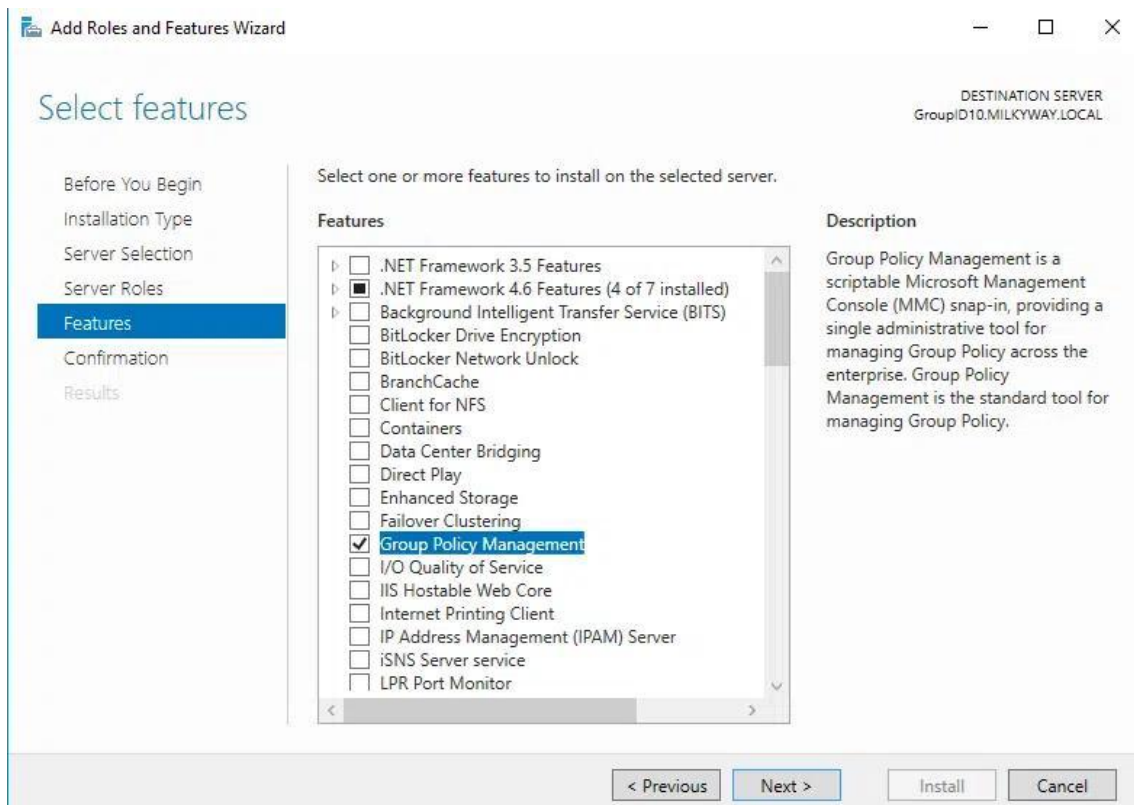 Add Roles and Features Wizard
Select features
DESTINATION SERVER
GroupID10.MILKYWAY.LOCAL
Before You Begin
Installation Type
Server Selection
Server Roles
Features
Confirmation
Results
Select one or more features to install on the selected server.
Features
.NET Framework 3.5 Features
.NET Framework 4.6 Features (4 of 7 installed)
Background Intelligent Transfer Service (BITS)
BitLocker Drive Encryption
BitLocker Network Unlock
BranchCache
Client for NFS
Containers
Data Center Bridging
Direct Play
Enhanced Storage
Failover Clustering
Group Policy Management
I/O Quality of Service
IIS Hostable Web Core
Internet Printing Client
IP Address Management (IPAM) Server
iSNS Server service
LPR Port Monitor
Description
Group Policy Management is a
scriptable Microsoft Management
Console (MMC) snap-in, providing a
single administrative tool for
managing Group Policy across the
enterprise. Group Policy
Management is the standard tool for
managing Group Policy.
< Previous
Next >
Install
Cancel